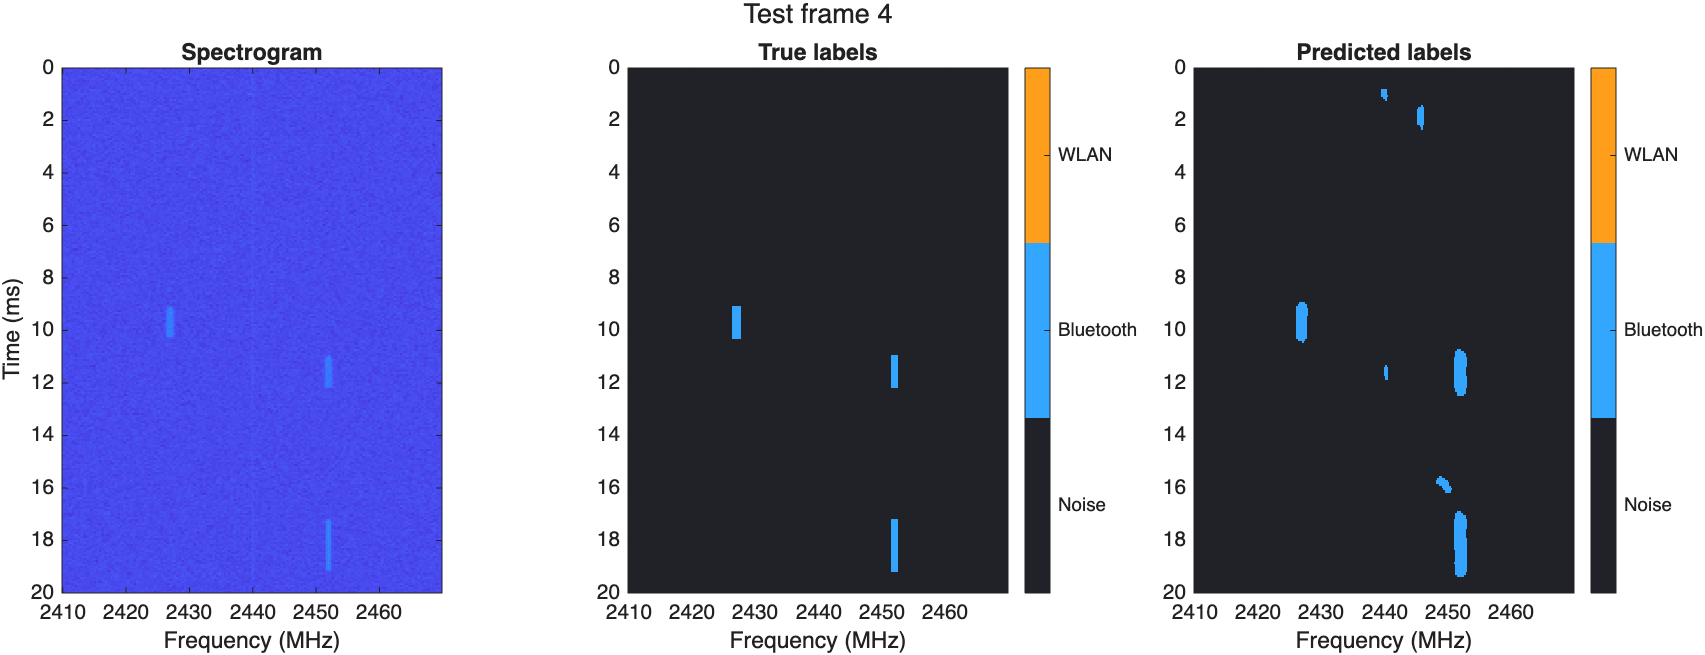 Test frame 4
Spectrogram
True labels
Predicted labels
0
2
4
6
8
10
12
14
16
18
20
Time (ms)
2410 2420 2430 2440 2450 2460
Frequency (MHz)
0
2
4
6
8
10
12
14
16
18
20
2410 2420 2430 2440 2450 2460
Frequency (MHz)
WLAN
Bluetooth
Noise
0
2
4
6
8
10
12
14
16
18
20
2410 2420 2430 2440 2450 2460
Frequency (MHz)
WLAN
Bluetooth
Noise